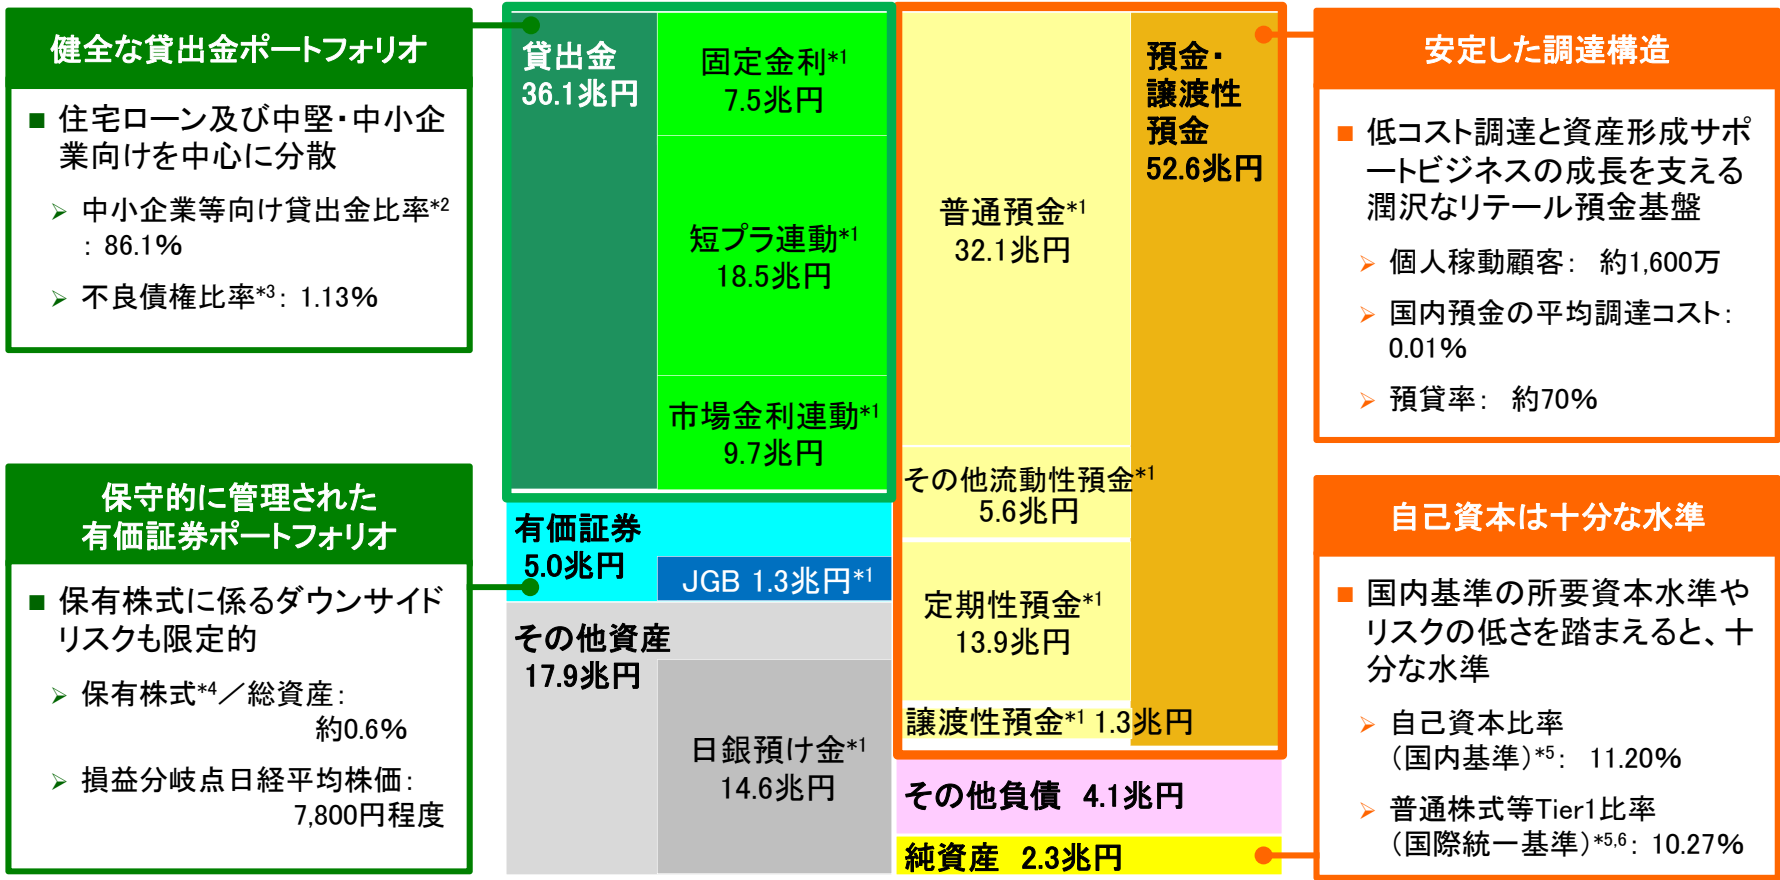 健全な貸出金ポートフォリオ
■ 住宅ローン及び中堅・中小企
業向けを中心に分散
➢ 中小企業等向け貸出金比率*2
: 86.1%
➢ 不良債権比率*3: 1.13%
保守的に管理された
有価証券ポートフォリオ
■ 保有株式に係るダウンサイド
リスクも限定的
➢ 保有株式*4/総資産:
約0.6%
➢ 損益分岐点日経平均株価:
7,800円程度
貸出金
36.1兆円
固定金利*1
7.5兆円
短プラ連動*1
18.5兆円
市場金利連動*1
9.7兆円
有価証券
5.0兆円
JGB 1.3兆円*1
その他資産
17.9兆円
日銀預け金*1
14.6兆円
預金・
譲渡性
預金
52.6兆円
普通預金*1
32.1兆円
その他流動性預金*1
5.6兆円
定期性預金*1
13.9兆円
譲渡性預金*1 1.3兆円
その他負債 4.1兆円
純資産 2.3兆円
安定した調達構造
■ 低コスト調達と資産形成サポ
ートビジネスの成長を支える
潤沢なリテール預金基盤
➢ 個人稼動顧客: 約1,600万
➢ 国内預金の平均調達コスト:
0.01%
➢ 預貸率: 約70%
自己資本は十分な水準
■ 国内基準の所要資本水準や
リスクの低さを踏まえると、十
分な水準
➢ 自己資本比率
(国内基準)*5: 11.20%
➢ 普通株式等Tier1比率
(国際統一基準)*5,6: 10.27%